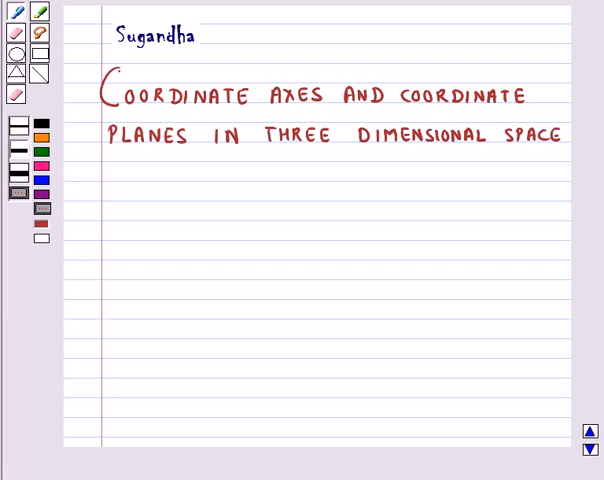 Sugandha
COORDINATE AXES AND COORDINATE
PLANES IN THREE DIMENSIONAL SPACE